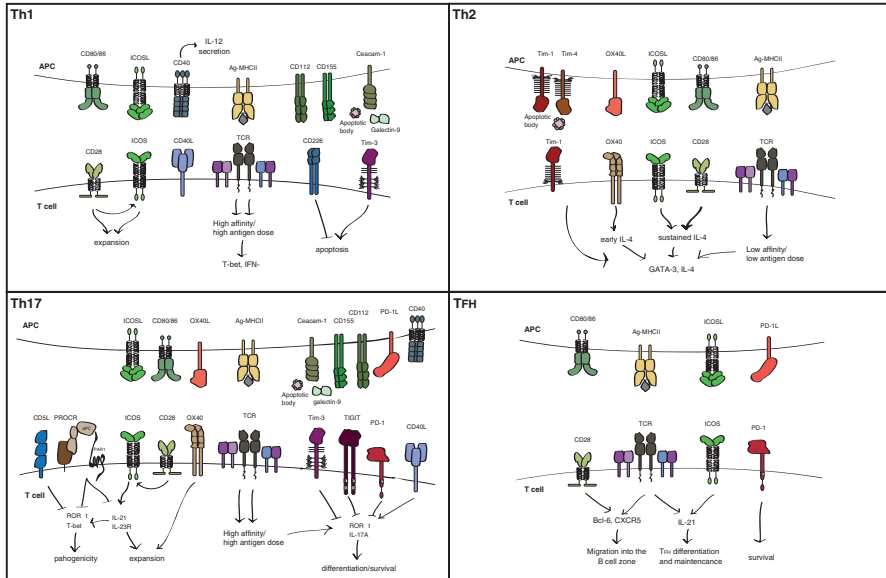 Th1
IL-12
secretion
CD80/86
ICOSL
CD40
Ag-MHCII
CD112
CD155
Ceacam-1
APC
Apoptotic
body
Galectin-9
CD28
ICOS
CD40L
TCR
CD226
Tim-3
T cell
expansion
High affinity/
high antigen dose
apoptosis
T-bet, IFN-
Th2
Tim-1
Tim-4
OX40L
ICOSL
CD80/86
Ag-MHCII
APC
Apoptotic
body
Tim-1
OX40
ICOS
CD28
TCR
T cell
early IL-4
sustained IL-4
Low affinity/
low antigen dose
GATA-3, IL-4
Th17
APC
ICOSL
CD80/86
OX40L
Ag-MHCII
Ceacam-1
CD155
CD112
PD-1L
CD40
Apoptotic
body
galectin-9
CD5L
PROCR
aPC
PAR1
ICOS
CD28
OX40
TCR
Tim-3
TIGIT
PD-1
CD40L
T cell
ROR t
T-bet
IL-21
IL-23R
High affinity/
high antigen dose
ROR t
IL-17A
pahogenicity
expansion
differentiation/survival
TFH
APC
CD80/86
Ag-MHCII
ICOSL
PD-1L
CD28
TCR
ICOS
PD-1
T cell
Bcl-6, CXCR5
IL-21
Migration into the
B cell zone
TFH differentiation
and maintencance
survival